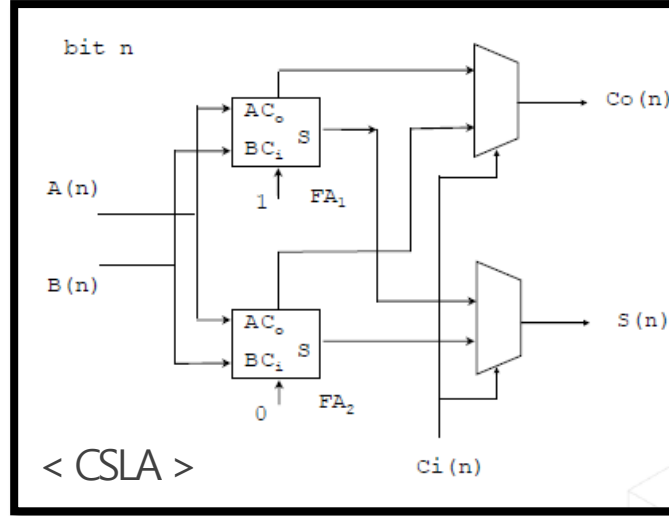 bit n
ACₒ
S
BCᵢ
1
FA₁
Co(n)
A(n)
B(n)
ACₒ
S
BCᵢ
0
FA₂
S(n)
Ci(n)
< CSLA >